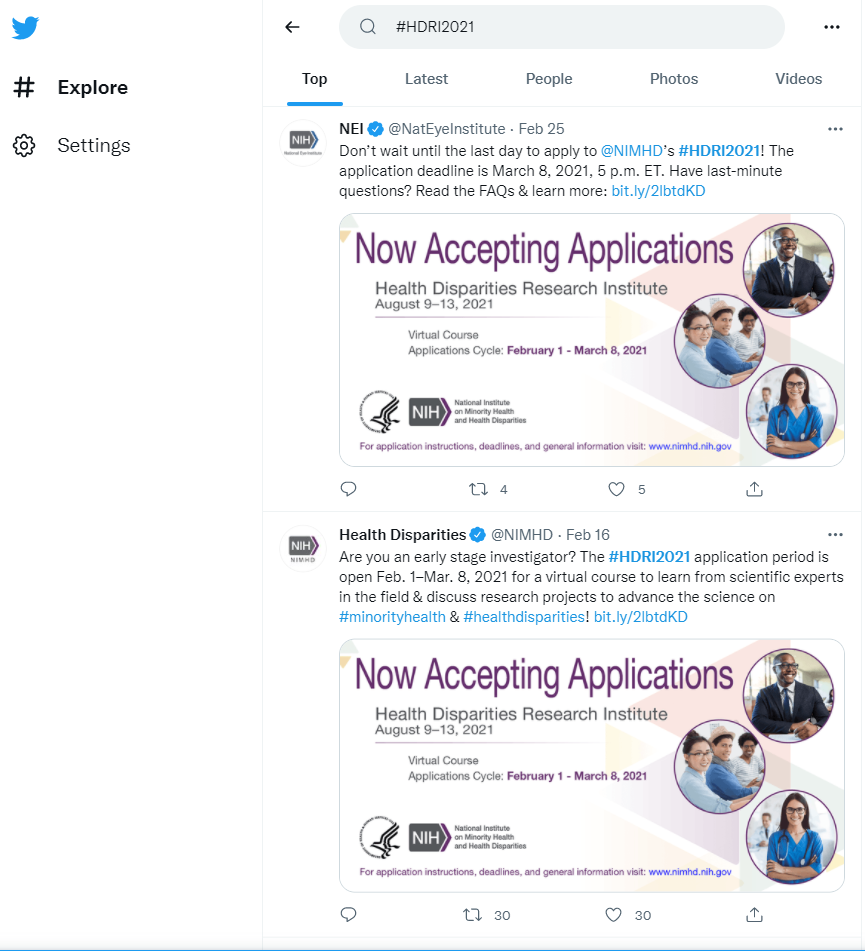 #HDRI2021
Explore
Settings
Top Latest People Photos Videos
NIH
National Eye Institute
NEI @NatEyeInstitute · Feb 25
Don’t wait until the last day to apply to @NIMHD’s #HDRI2021! The
application deadline is March 8, 2021, 5 p.m. ET. Have last-minute
questions? Read the FAQs & learn more: bit.ly/2lbtdKD
Now Accepting Applications
Health Disparities Research Institute
August 9–13, 2021
Virtual Course
Applications Cycle: February 1 - March 8, 2021
NIH
National Institute
on Minority Health
and Health Disparities
For application instructions, deadlines, and general information visit: www.nimhd.nih.gov
4 5
NIH
NIMHD
Health Disparities @NIMHD · Feb 16
Are you an early stage investigator? The #HDRI2021 application period is
open Feb. 1–Mar. 8, 2021 for a virtual course to learn from scientific experts
in the field & discuss research projects to advance the science on
#minorityhealth & #healthdisparities! bit.ly/2lbtdKD
Now Accepting Applications
Health Disparities Research Institute
August 9–13, 2021
Virtual Course
Applications Cycle: February 1 - March 8, 2021
NIH
National Institute
on Minority Health
and Health Disparities
For application instructions, deadlines, and general information visit: www.nimhd.nih.gov
30 30